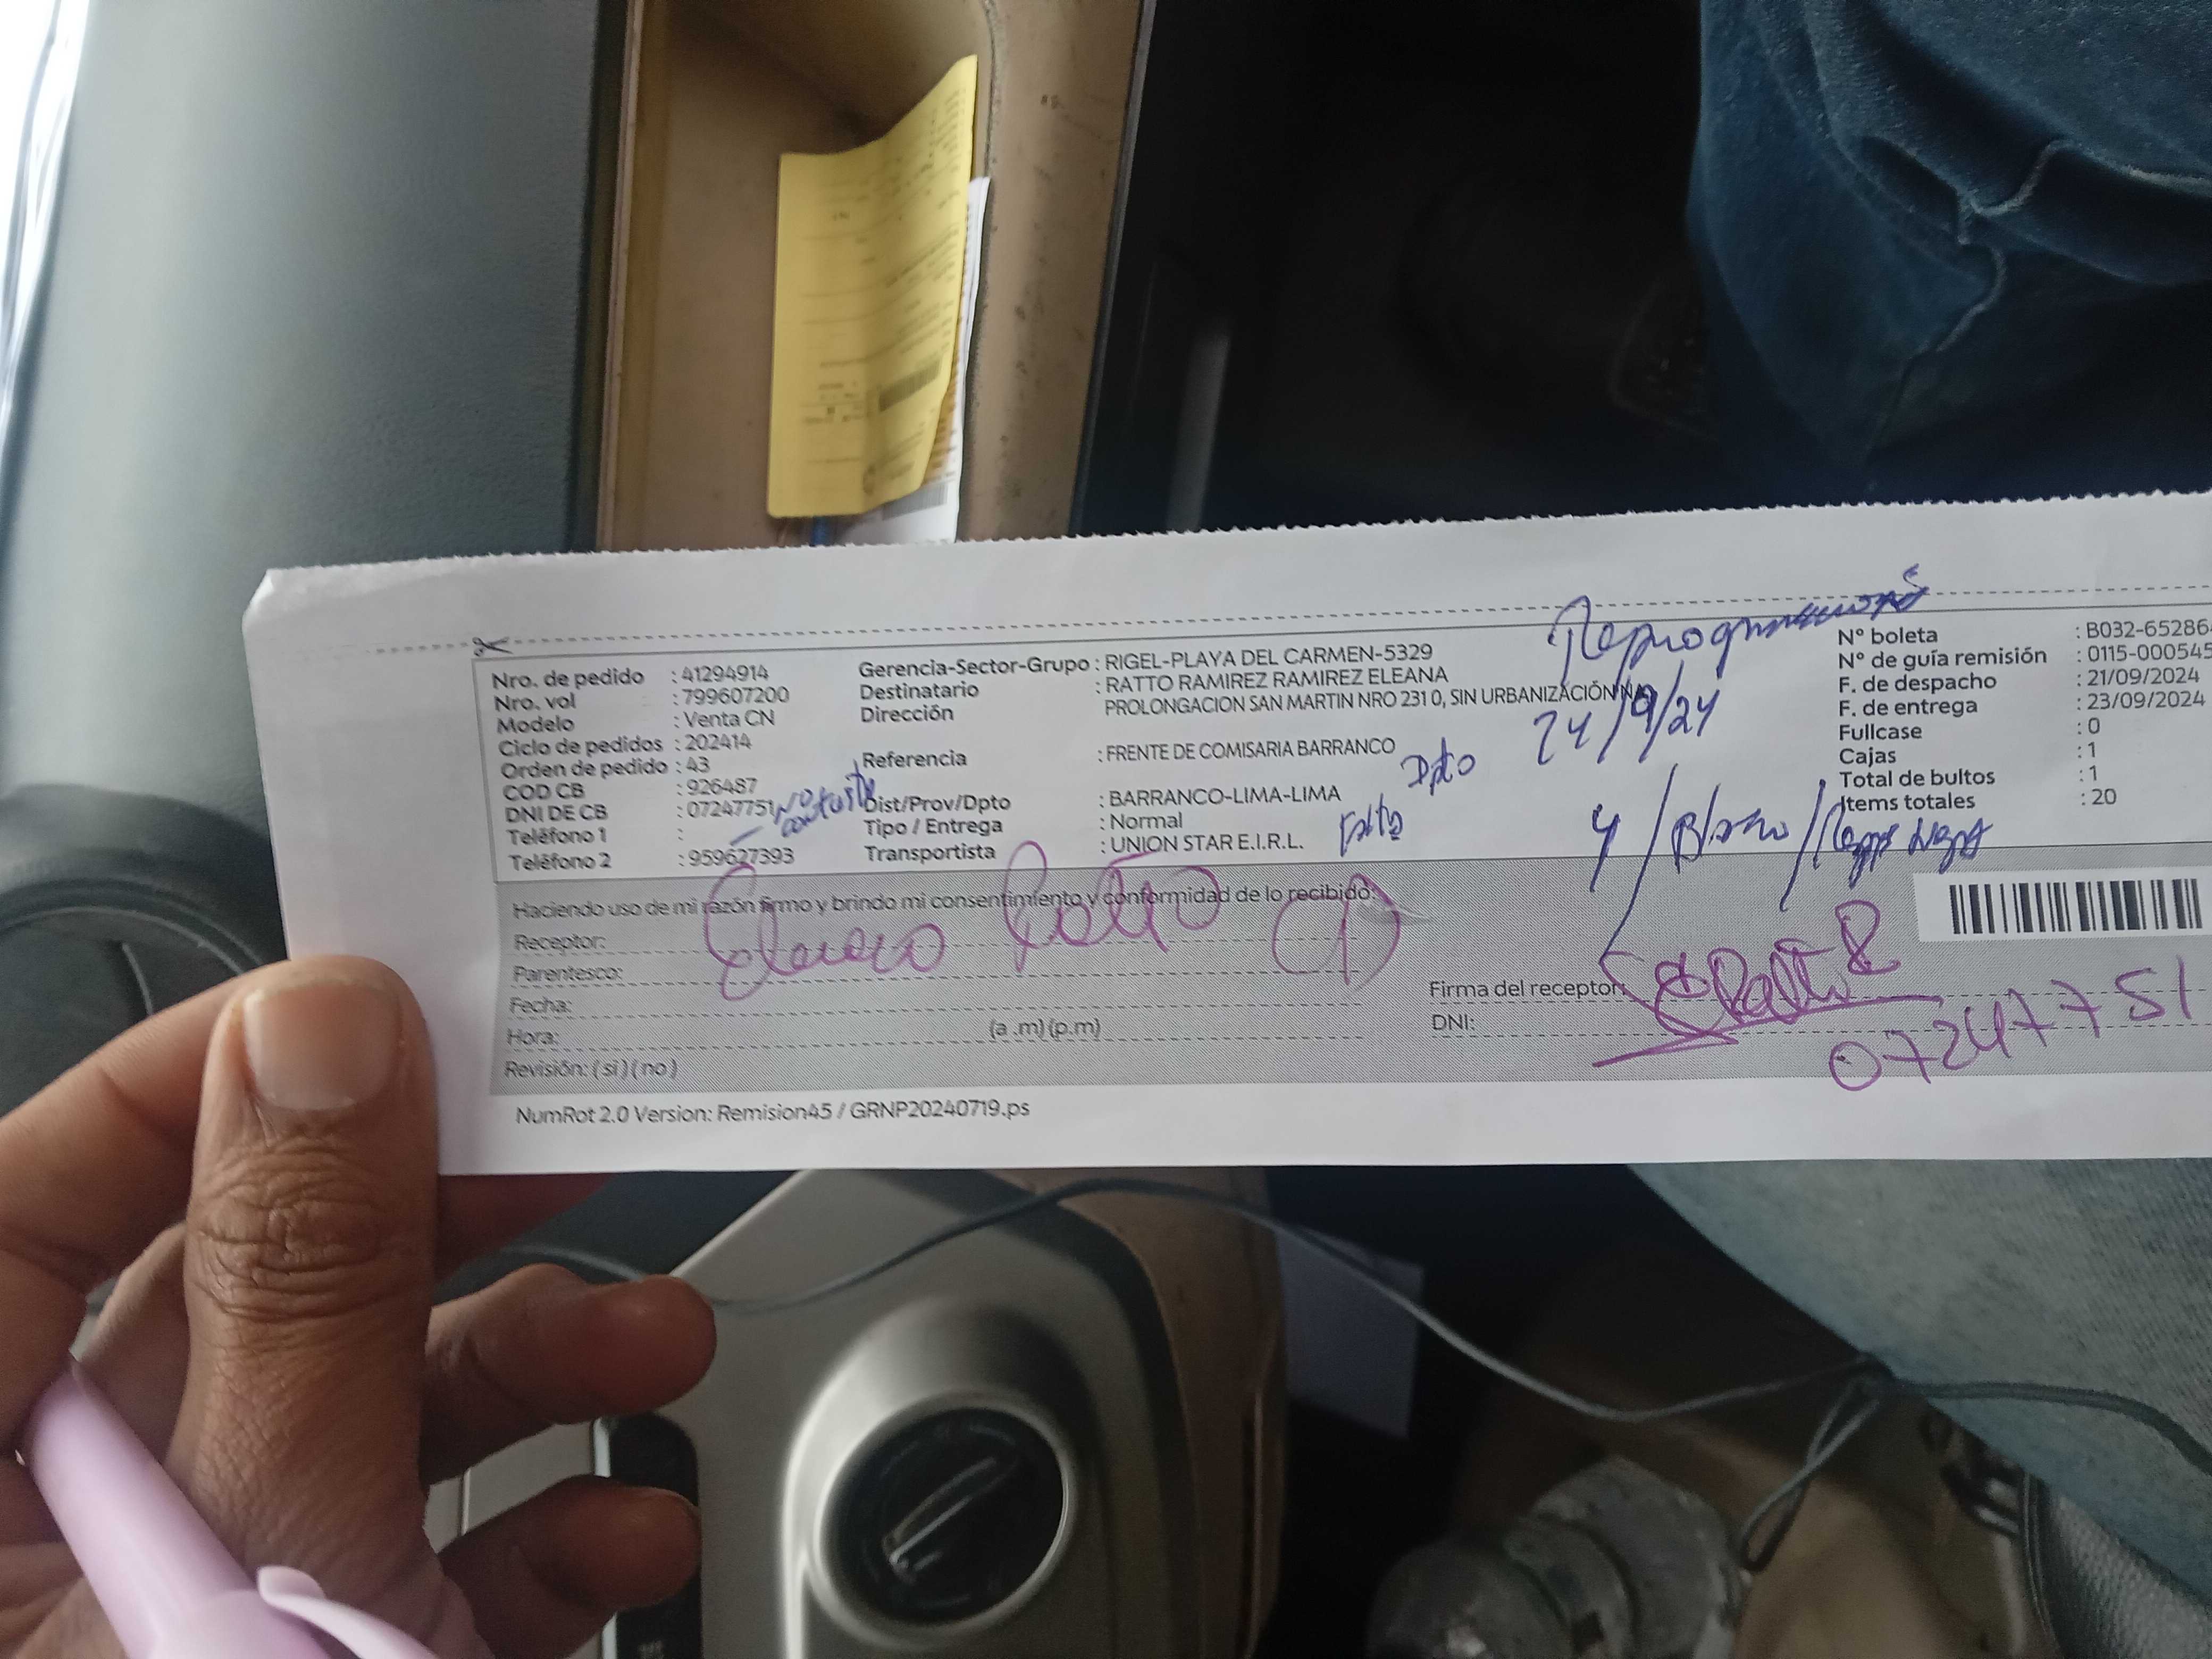 Nro. de pedido : 41294914
Nro. vol : 799607200
Modelo : Venta CN
Ciclo de pedidos : 202414
Orden de pedido : 43
COD CB : 926487
DNI DE CB : 07247751
Teléfono 1 :
Teléfono 2 : 959627393
no contesta
Gerencia-Sector-Grupo : RIGEL-PLAYA DEL CARMEN-5329
Destinatario : RATTO RAMIREZ RAMIREZ ELEANA
Dirección PROLONGACION SAN MARTIN NRO 231 0, SIN URBANIZACIÓN NA
Referencia : FRENTE DE COMISARIA BARRANCO
Dist/Prov/Dpto : BARRANCO-LIMA-LIMA
Tipo / Entrega : Normal
Transportista : UNION STAR E.I.R.L.
Falta Dpto
24/9/24
N° boleta : B032-65286
N° de guía remisión : 0115-000545
F. de despacho : 21/09/2024
F. de entrega : 23/09/2024
Fullcase : 0
Cajas : 1
Total de bultos : 1
Items totales : 20
Haciendo uso de mi razón firmo y brindo mi consentimiento y conformidad de lo recibido:
Receptor:
Ratto
Parentesco:
Fecha:
Hora: (a .m) (p.m)
Revisión: ( si ) ( no )
Firma del receptor:
DNI: 07247751
NumRot 2.0 Version: Remision45 / GRNP20240719.ps